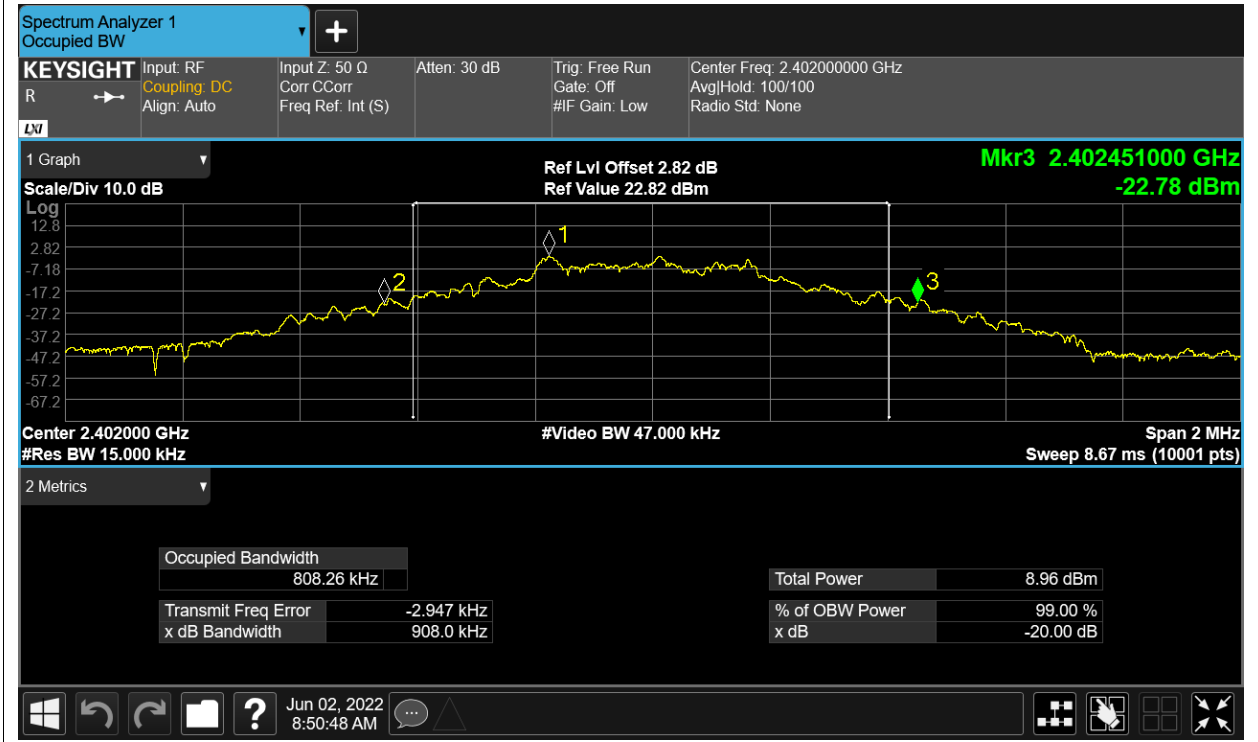 Spectrum Analyzer 1
Occupied BW
KEYSIGHT
R
LXI
Input: RF
Coupling: DC
Align: Auto
Input Z: 50 Ω
Corr CCorr
Freq Ref: Int (S)
Atten: 30 dB
Trig: Free Run
Gate: Off
#IF Gain: Low
Center Freq: 2.402000000 GHz
Avg|Hold: 100/100
Radio Std: None
1 Graph
Scale/Div 10.0 dB
Ref Lvl Offset 2.82 dB
Ref Value 22.82 dBm
Mkr3 2.402451000 GHz
-22.78 dBm
Log
12.8
2.82
-7.18
-17.2
-27.2
-37.2
-47.2
-57.2
-67.2
1
2
3
Center 2.402000 GHz
#Res BW 15.000 kHz
#Video BW 47.000 kHz
Span 2 MHz
Sweep 8.67 ms (10001 pts)
2 Metrics
Occupied Bandwidth
808.26 kHz
Transmit Freq Error -2.947 kHz
x dB Bandwidth 908.0 kHz
Total Power 8.96 dBm
% of OBW Power 99.00 %
x dB -20.00 dB
?
Jun 02, 2022
8:50:48 AM